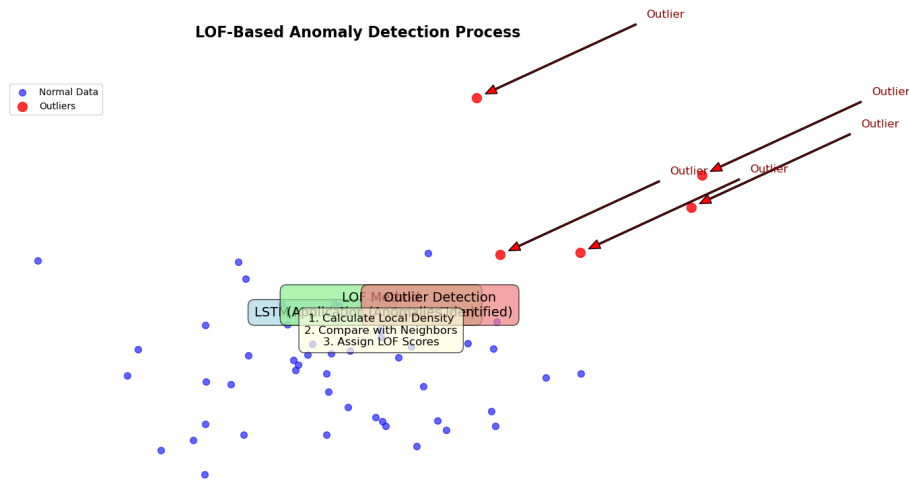 LOF-Based Anomaly Detection Process
Outlier
Normal Data
Outliers
Outlier
Outlier
Outlier
Outlier
LOF
Outlier Detection
LSTM
(Application
Identified)
1. Calculate Local Density
2. Compare with Neighbors
3. Assign LOF Scores